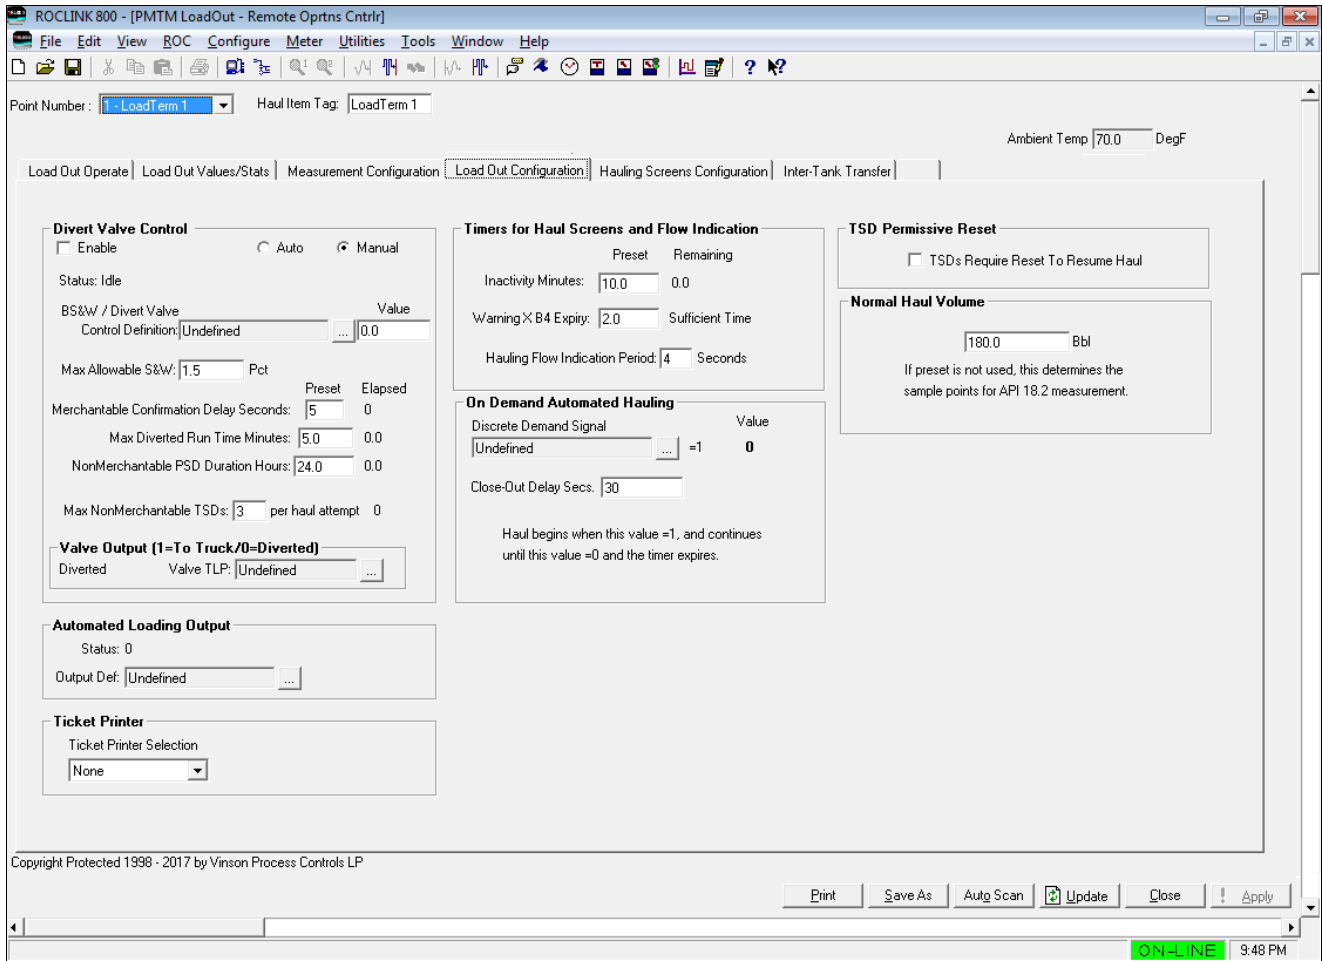 ROCLINK 800 - [PMTM LoadOut - Remote Oprtns Cntrlr]
File Edit View ROC Configure Meter Utilities Tools Window Help
Point Number : 1 - LoadTerm 1 Haul Item Tag: LoadTerm 1
Ambient Temp 70.0 DegF
Load Out Operate Load Out Values/Stats Measurement Configuration Load Out Configuration Hauling Screens Configuration Inter-Tank Transfer
Divert Valve Control
Enable Auto Manual
Status: Idle
BS&W / Divert Valve Value
Control Definition: Undefined ... 0.0
Max Allowable S&W: 1.5 Pct
Preset Elapsed
Merchantable Confirmation Delay Seconds: 5 0
Max Diverted Run Time Minutes: 5.0 0.0
NonMerchantable PSD Duration Hours: 24.0 0.0
Max NonMerchantable TSDs: 3 per haul attempt 0
Valve Output (1=To Truck/0=Diverted)
Diverted Valve TLP: Undefined ...
Automated Loading Output
Status: 0
Output Def: Undefined ...
Ticket Printer
Ticket Printer Selection
None
Timers for Haul Screens and Flow Indication
Preset Remaining
Inactivity Minutes: 10.0 0.0
Warning X B4 Expiry: 2.0 Sufficient Time
Hauling Flow Indication Period: 4 Seconds
On Demand Automated Hauling
Discrete Demand Signal Value
Undefined ... =1 0
Close-Out Delay Secs. 30
Haul begins when this value =1, and continues
until this value =0 and the timer expires.
TSD Permissive Reset
TSDs Require Reset To Resume Haul
Normal Haul Volume
180.0 Bbl
If preset is not used, this determines the
sample points for API 18.2 measurement.
Copyright Protected 1998 - 2017 by Vinson Process Controls LP
Print Save As Auto Scan Update Close ! Apply
ON-LINE 9:48 PM